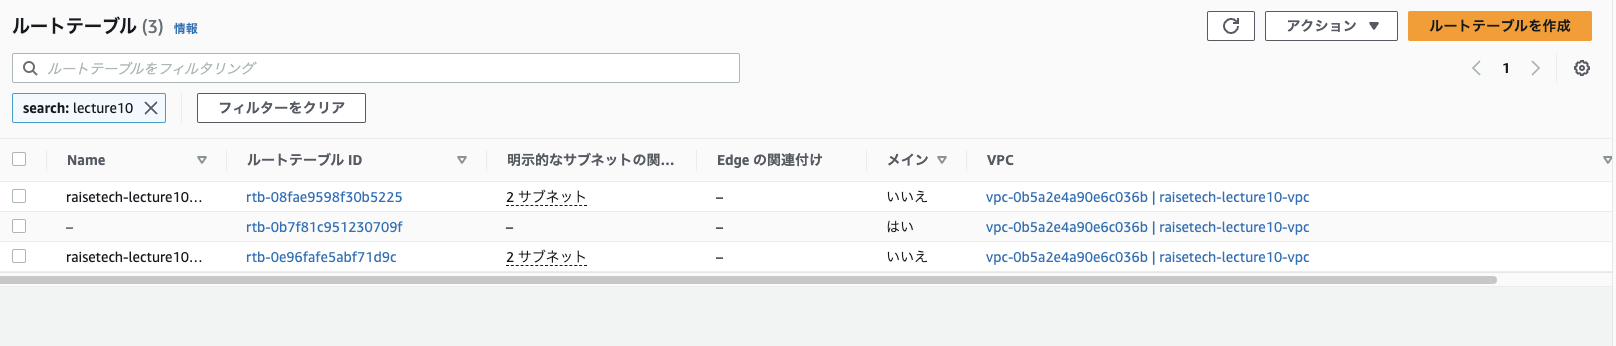 ルートテーブル (3) 情報
アクション ▼
ルートテーブルを作成
ルートテーブルをフィルタリング
1
search: lecture10
フィルターをクリア
Name ルートテーブル ID 明示的なサブネットの関... Edge の関連付け メイン VPC
raisetech-lecture10... rtb-08fae9598f30b5225 2 サブネット – いいえ vpc-0b5a2e4a90e6c036b | raisetech-lecture10-vpc
– rtb-0b7f81c951230709f – – はい vpc-0b5a2e4a90e6c036b | raisetech-lecture10-vpc
raisetech-lecture10... rtb-0e96fafe5abf71d9c 2 サブネット – いいえ vpc-0b5a2e4a90e6c036b | raisetech-lecture10-vpc